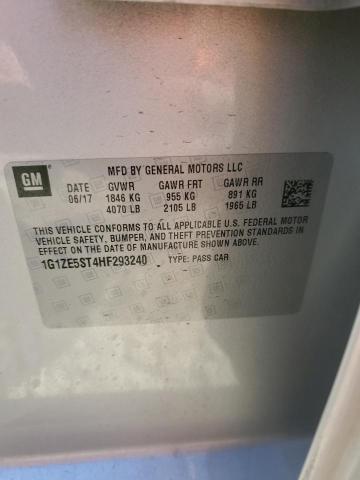 GM
MFD BY GENERAL MOTORS LLC
DATE GVWR GAWR FRT GAWR RR
06/17 1846 KG 955 KG 891 KG
4070 LB 2105 LB 1965 LB
THIS VEHICLE CONFORMS TO ALL APPLICABLE U.S. FEDERAL MOTOR
VEHICLE SAFETY, BUMPER, AND THEFT PREVENTION STANDARDS IN
EFFECT ON THE DATE OF MANUFACTURE SHOWN ABOVE.
1G1ZE5ST4HF293240 TYPE: PASS CAR